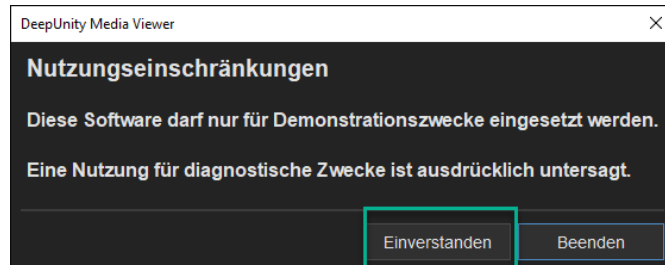 DeepUnity Media Viewer
Nutzungseinschränkungen
Diese Software darf nur für Demonstrationszwecke eingesetzt werden.
Eine Nutzung für diagnostische Zwecke ist ausdrücklich untersagt.
Einverstanden Beenden